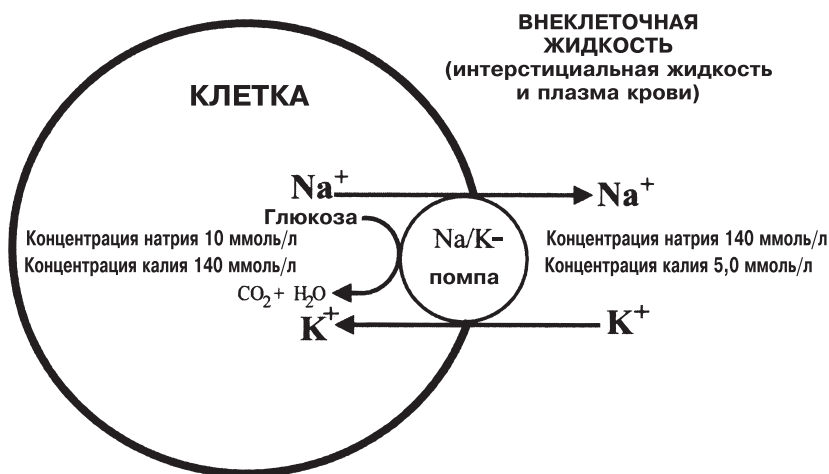 ВНЕКЛЕТОЧНАЯ
ЖИДКОСТЬ
(интерстициальная жидкость
и плазма крови)
КЛЕТКА
Na⁺
Na⁺
Глюкоза
Na/K-
помпа
Концентрация натрия 10 ммоль/л
Концентрация калия 140 ммоль/л
Концентрация натрия 140 ммоль/л
Концентрация калия 5,0 ммоль/л
CO₂ + H₂O
K⁺
K⁺